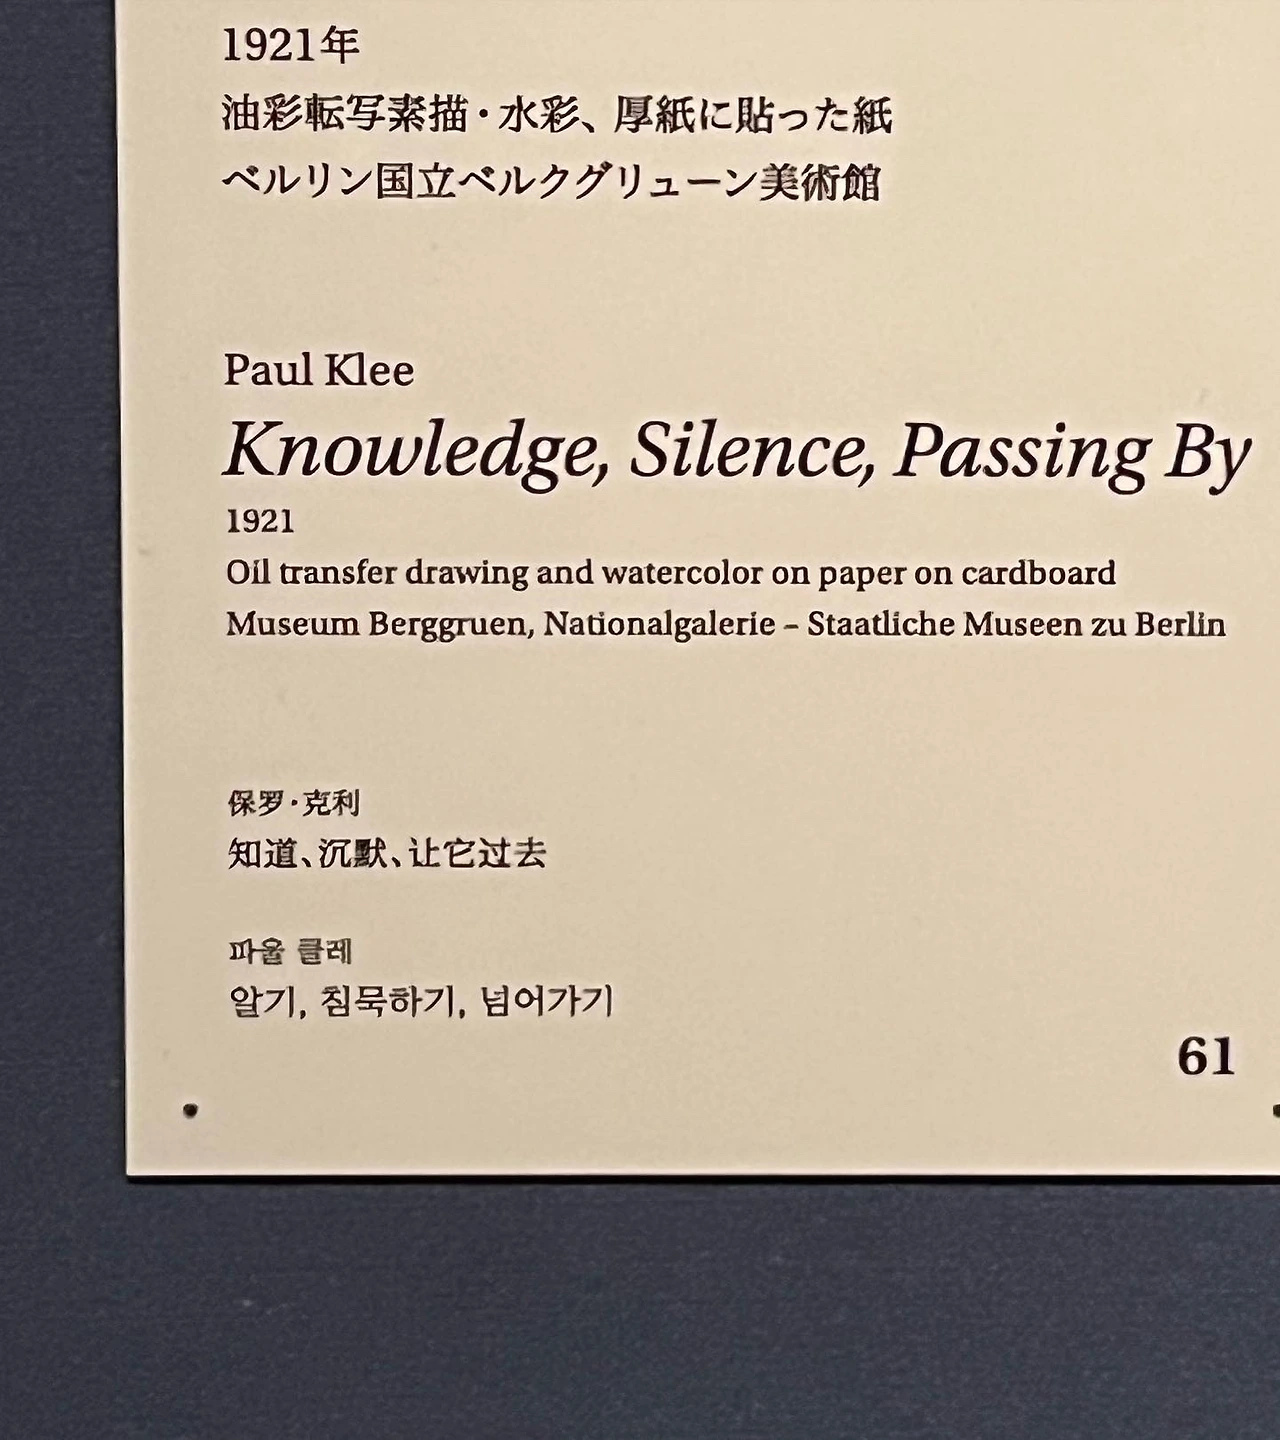 1921年
油彩転写素描・水彩、厚紙に貼った紙
ベルリン国立ベルクグリューン美術館
Paul Klee
Knowledge, Silence, Passing By
1921
Oil transfer drawing and watercolor on paper on cardboard
Museum Berggruen, Nationalgalerie – Staatliche Museen zu Berlin
保罗·克利
知道、沉默、让它过去
파울 클레
알기, 침묵하기, 넘어가기
61